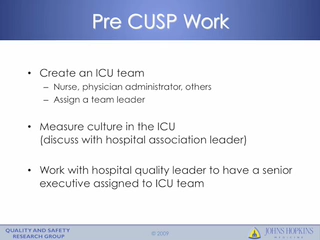 Pre CUSP Work
• Create an ICU team
– Nurse, physician administrator, others
– Assign a team leader
• Measure culture in the ICU
(discuss with hospital association leader)
• Work with hospital quality leader to have a senior
executive assigned to ICU team
QUALITY AND SAFETY
RESEARCH GROUP
© 2009
JOHNS HOPKINS
MEDICINE